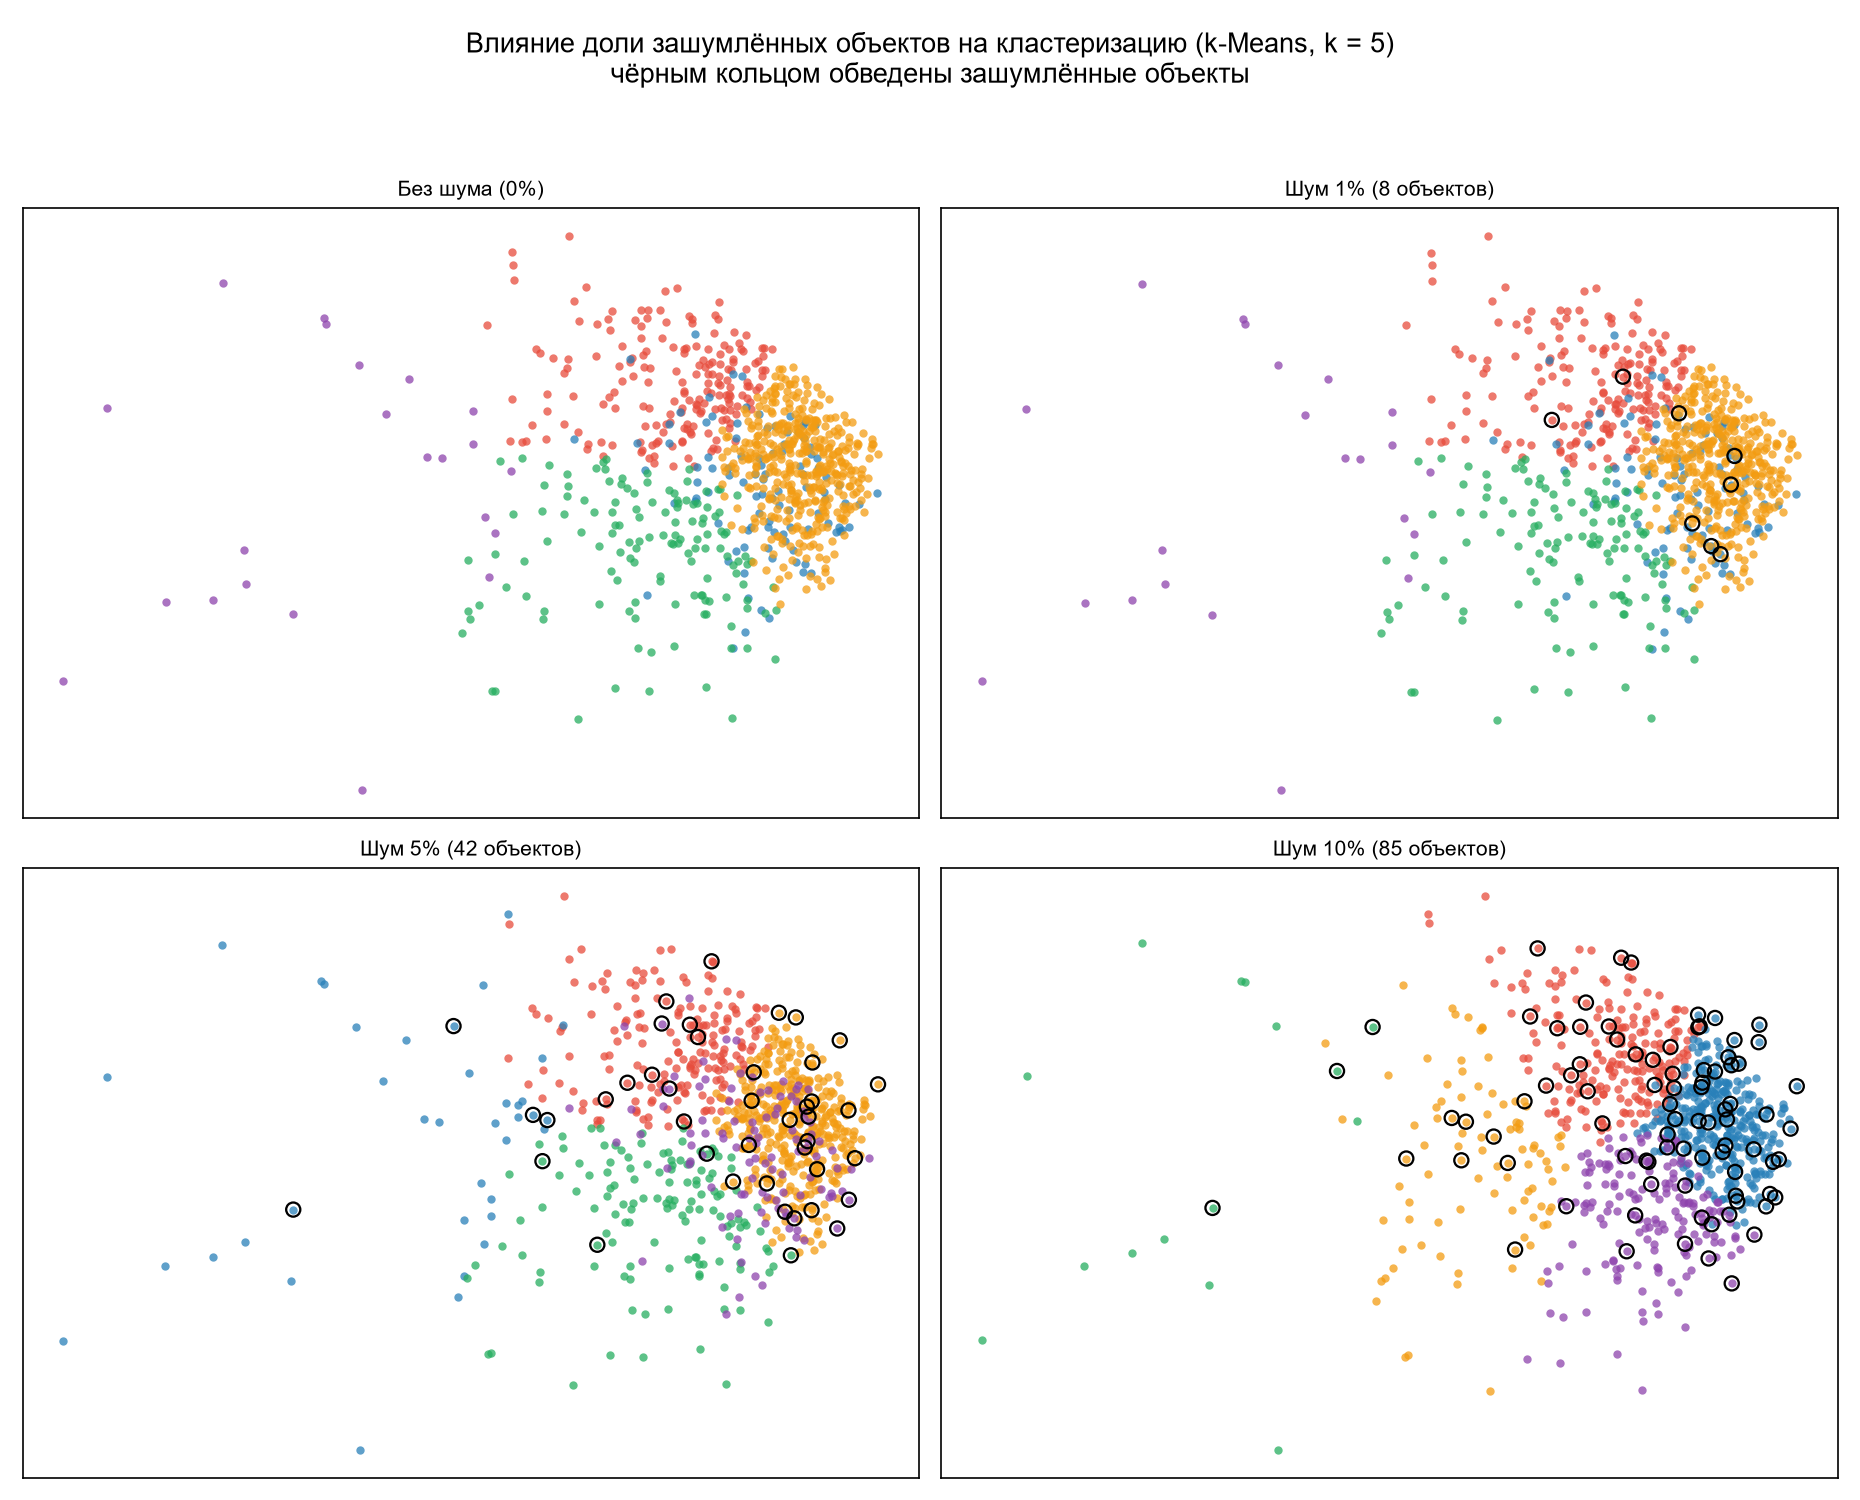 Влияние доли зашумлённых объектов на кластеризацию (k-Means, k = 5)
чёрным кольцом обведены зашумлённые объекты
Без шума (0%)
Шум 1% (8 объектов)
Шум 5% (42 объектов)
Шум 10% (85 объектов)